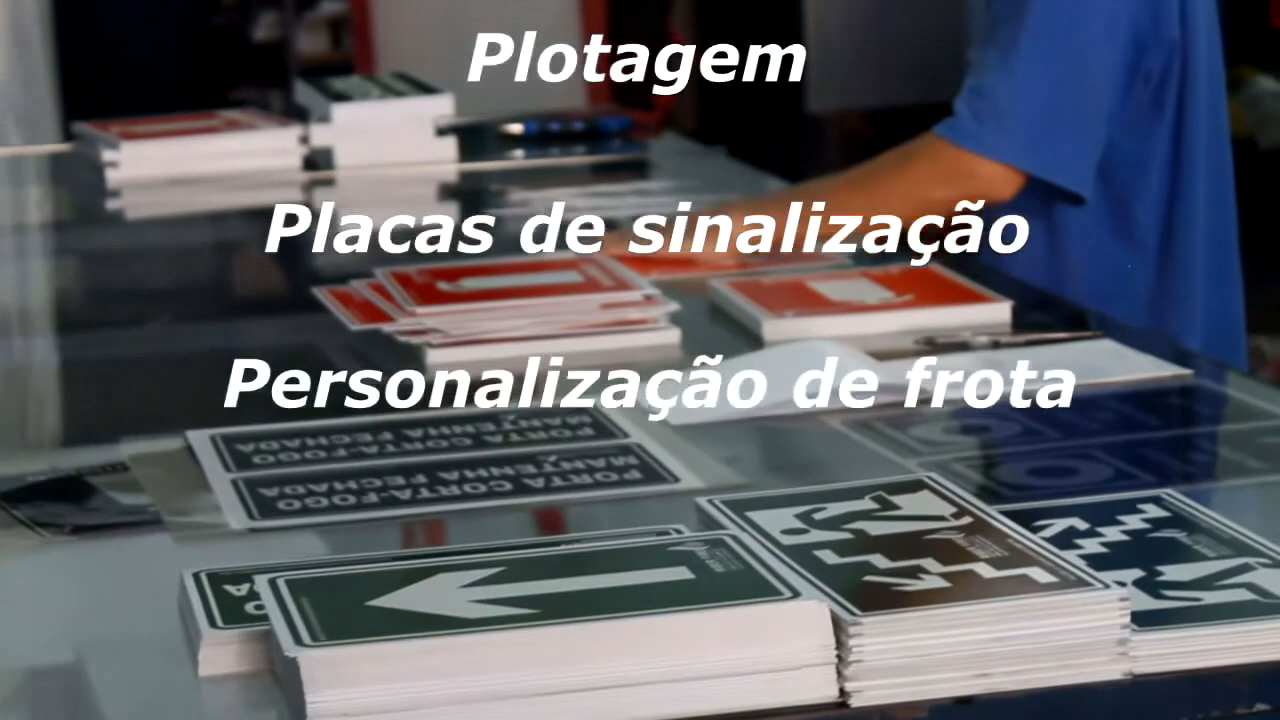 Plotagem
Placas de sinalização
Personalização de frota
PORTA CORTA-FOGO
MANTENHA FECHADA
PORTA CORTA-FOGO
MANTENHA FECHADA